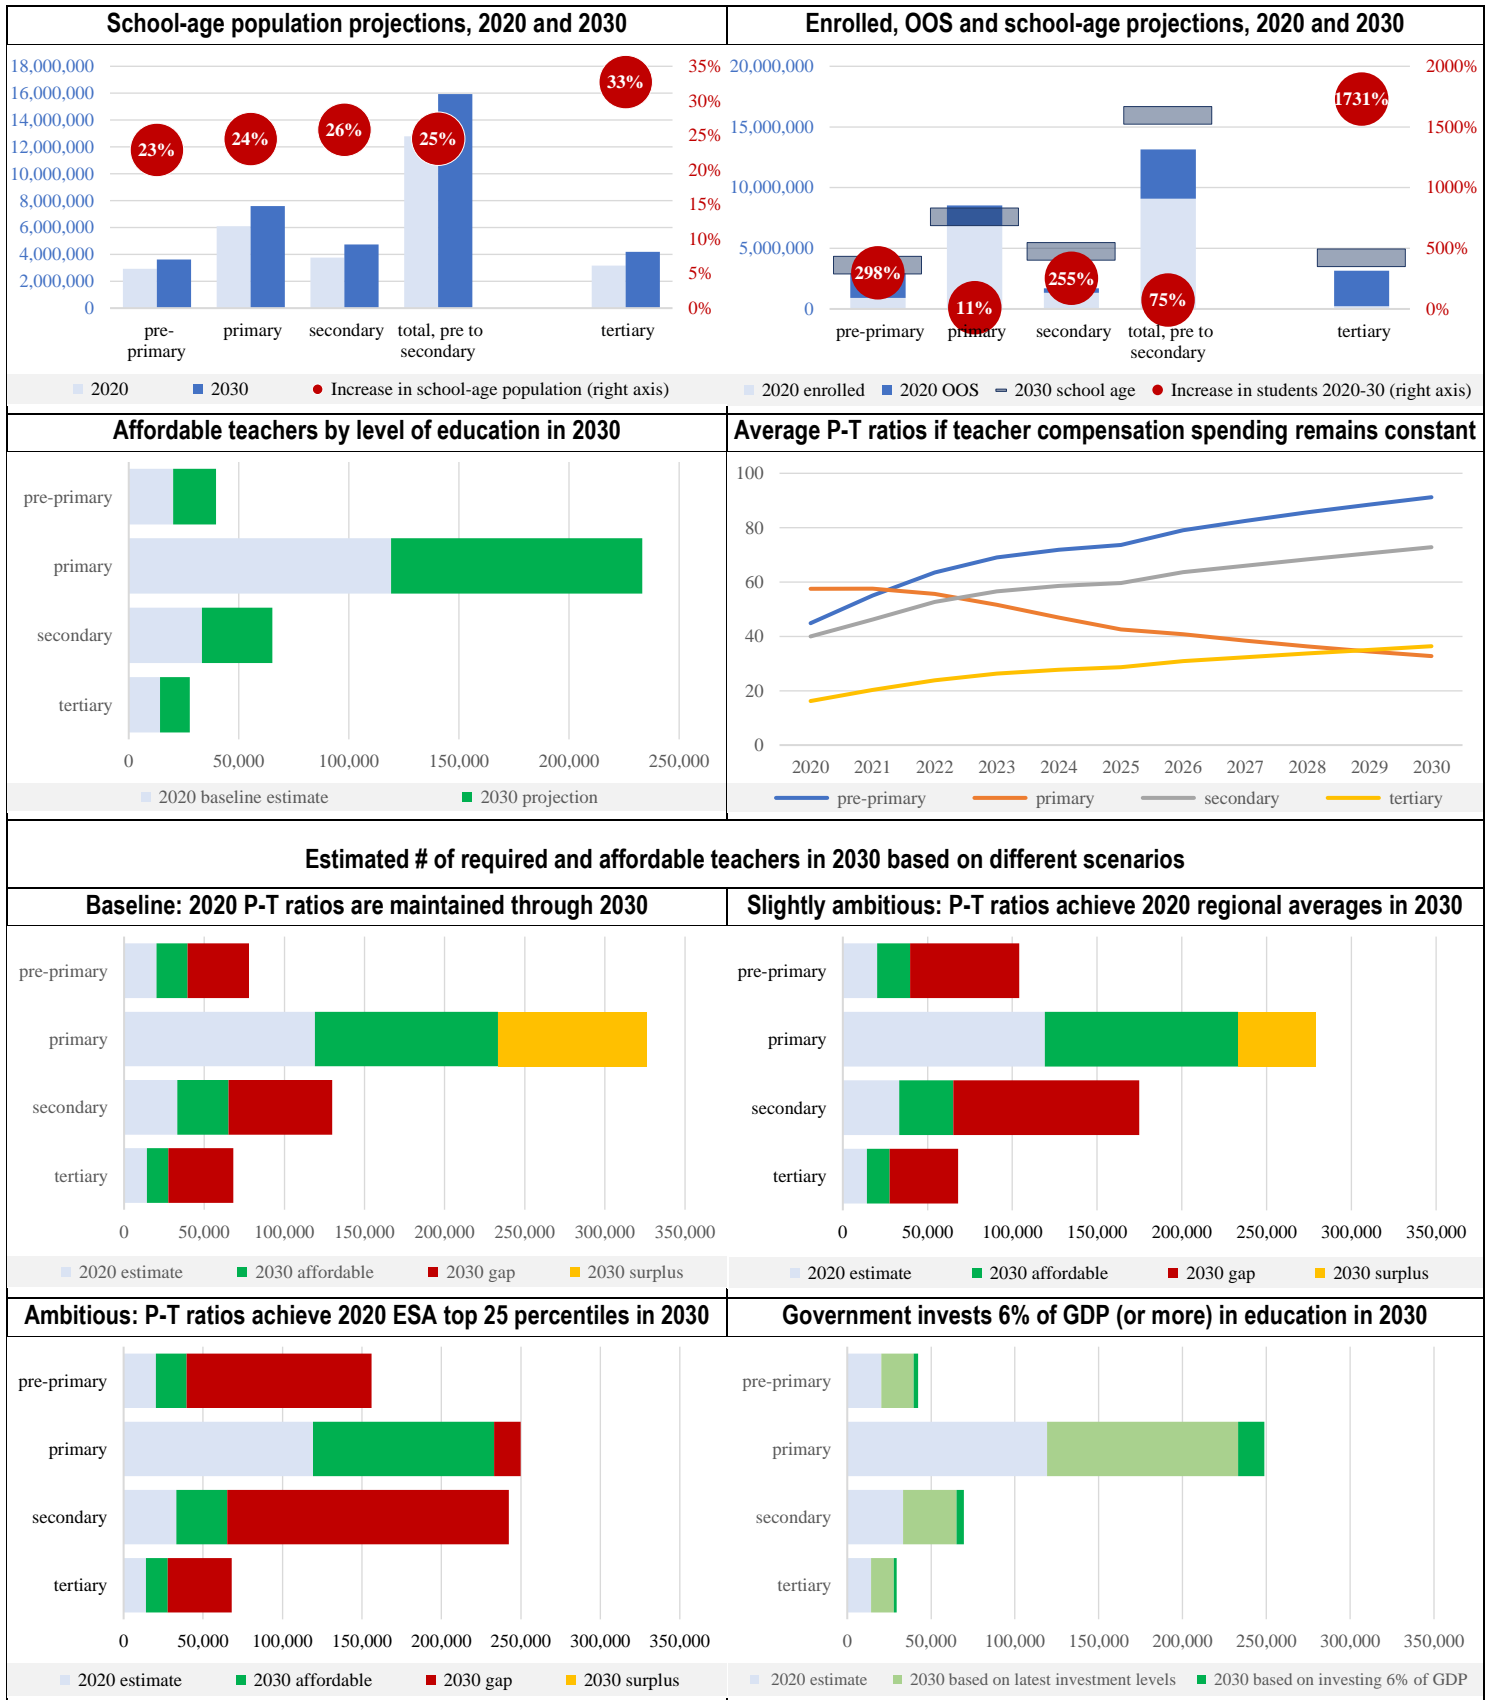 School-age population projections, 2020 and 2030
18,000,000
16,000,000
14,000,000
12,000,000
10,000,000
8,000,000
6,000,000
4,000,000
2,000,000
0
35%
30%
25%
20%
15%
10%
5%
0%
23%
24%
26%
25%
33%
pre-
primary
primary
secondary
total, pre to
secondary
tertiary
2020
2030
Increase in school-age population (right axis)
Enrolled, OOS and school-age projections, 2020 and 2030
20,000,000
15,000,000
10,000,000
5,000,000
0
2000%
1500%
1000%
500%
0%
298%
11%
255%
75%
1731%
pre-primary
primary
secondary
total, pre to
secondary
tertiary
2020 enrolled
2020 OOS
2030 school age
Increase in students 2020-30 (right axis)
Affordable teachers by level of education in 2030
pre-primary
primary
secondary
tertiary
0 50,000 100,000 150,000 200,000 250,000
2020 baseline estimate
2030 projection
Average P-T ratios if teacher compensation spending remains constant
100
80
60
40
20
0
2020 2021 2022 2023 2024 2025 2026 2027 2028 2029 2030
pre-primary
primary
secondary
tertiary
Estimated # of required and affordable teachers in 2030 based on different scenarios
Baseline: 2020 P-T ratios are maintained through 2030
pre-primary
primary
secondary
tertiary
0 50,000 100,000 150,000 200,000 250,000 300,000 350,000
2020 estimate
2030 affordable
2030 gap
2030 surplus
Slightly ambitious: P-T ratios achieve 2020 regional averages in 2030
pre-primary
primary
secondary
tertiary
0 50,000 100,000 150,000 200,000 250,000 300,000 350,000
2020 estimate
2030 affordable
2030 gap
2030 surplus
Ambitious: P-T ratios achieve 2020 ESA top 25 percentiles in 2030
pre-primary
primary
secondary
tertiary
0 50,000 100,000 150,000 200,000 250,000 300,000 350,000
2020 estimate
2030 affordable
2030 gap
2030 surplus
Government invests 6% of GDP (or more) in education in 2030
pre-primary
primary
secondary
tertiary
0 50,000 100,000 150,000 200,000 250,000 300,000 350,000
2020 estimate
2030 based on latest investment levels
2030 based on investing 6% of GDP